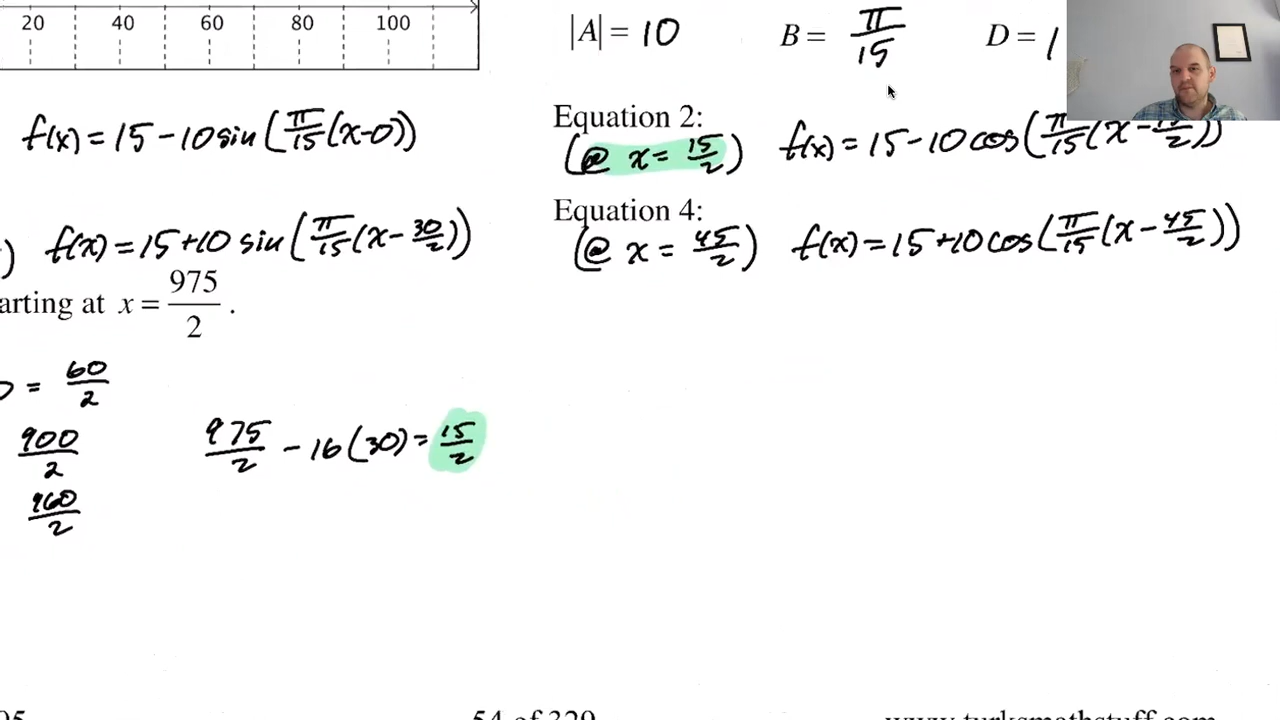 20 40 60 80 100
|A| = 10 B = π/15 D = 1
f(x) = 15 - 10 sin(π/15(x-0))
Equation 2:
(@ x = 15/2) f(x) = 15 - 10 cos(π/15(x - 15/2))
Equation 4:
) f(x) = 15 + 10 sin(π/15(x - 30/2))
(@ x = 45/2) f(x) = 15 + 10 cos(π/15(x - 45/2))
arting at x = 975/2.
= 60/2
900/2
975/2 - 16(30) = 15/2
960/2
54 of 329